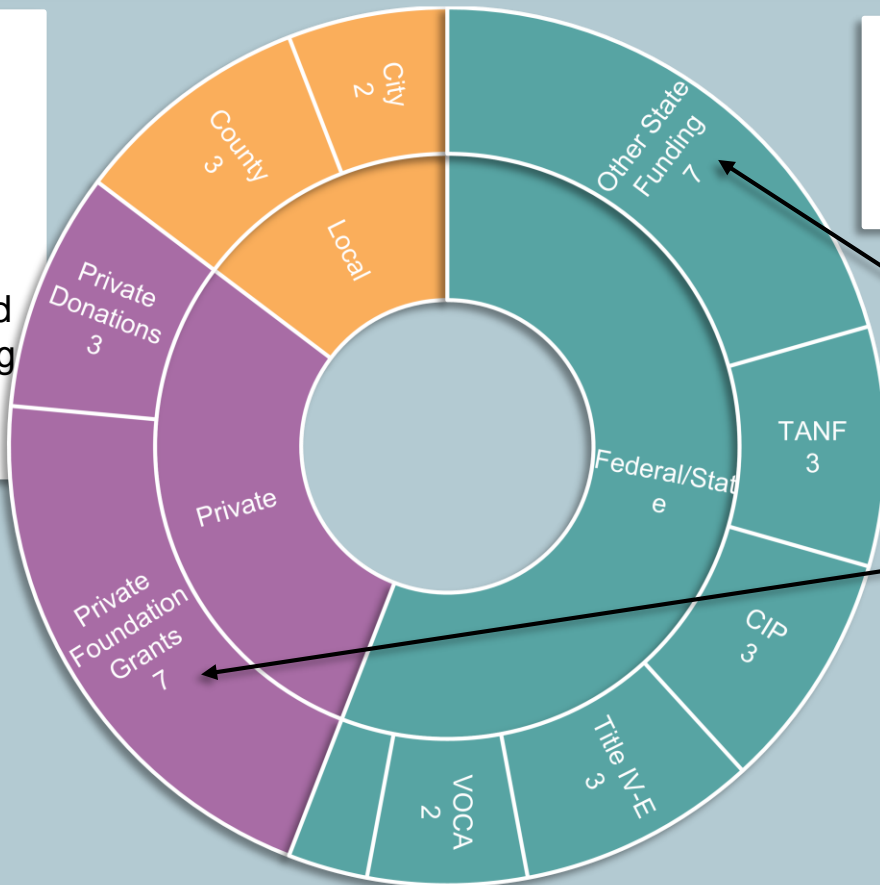 City
2
County
3
Local
Other State
Funding
7
d
g
Private
Donations
3
TANF
3
Federal/Stat
e
Private
Private
Foundation
Grants
7
CIP
3
Title IV-E
3
VOCA
2